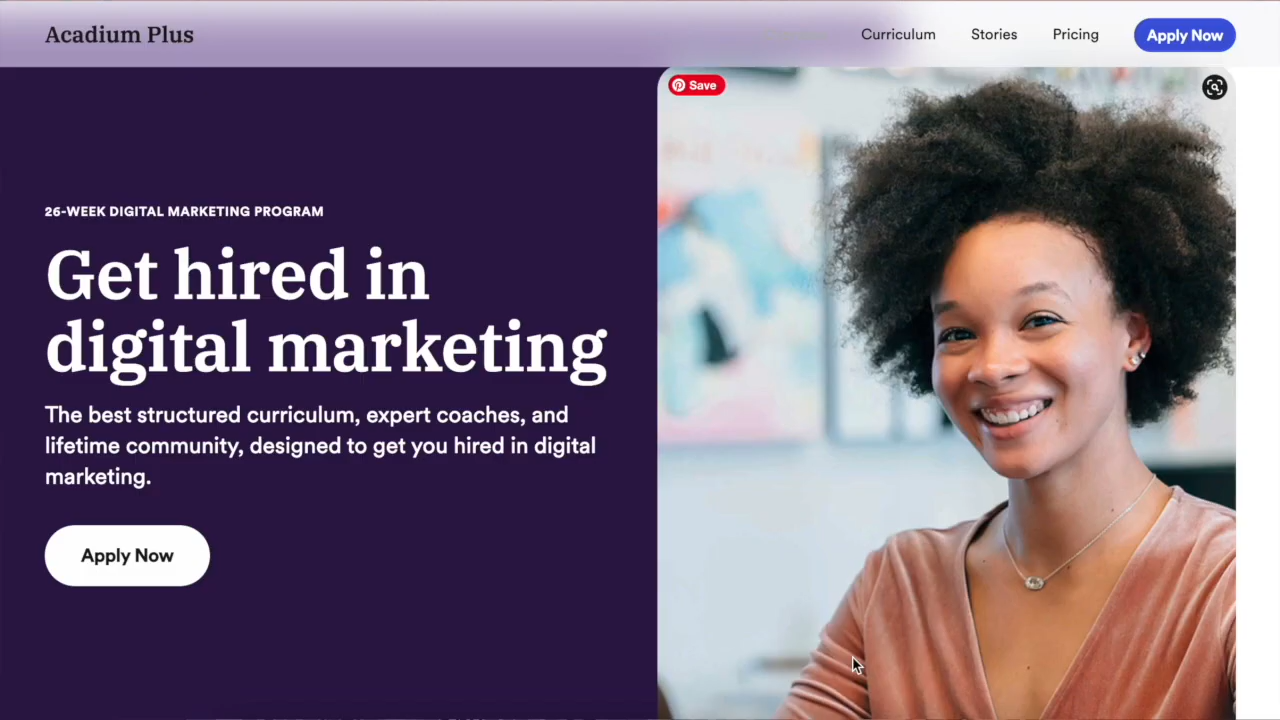 Acadium Plus
Curriculum
Stories
Pricing
Apply Now
Save
26-WEEK DIGITAL MARKETING PROGRAM
Get hired in
digital marketing
The best structured curriculum, expert coaches, and
lifetime community, designed to get you hired in digital
marketing.
Apply Now